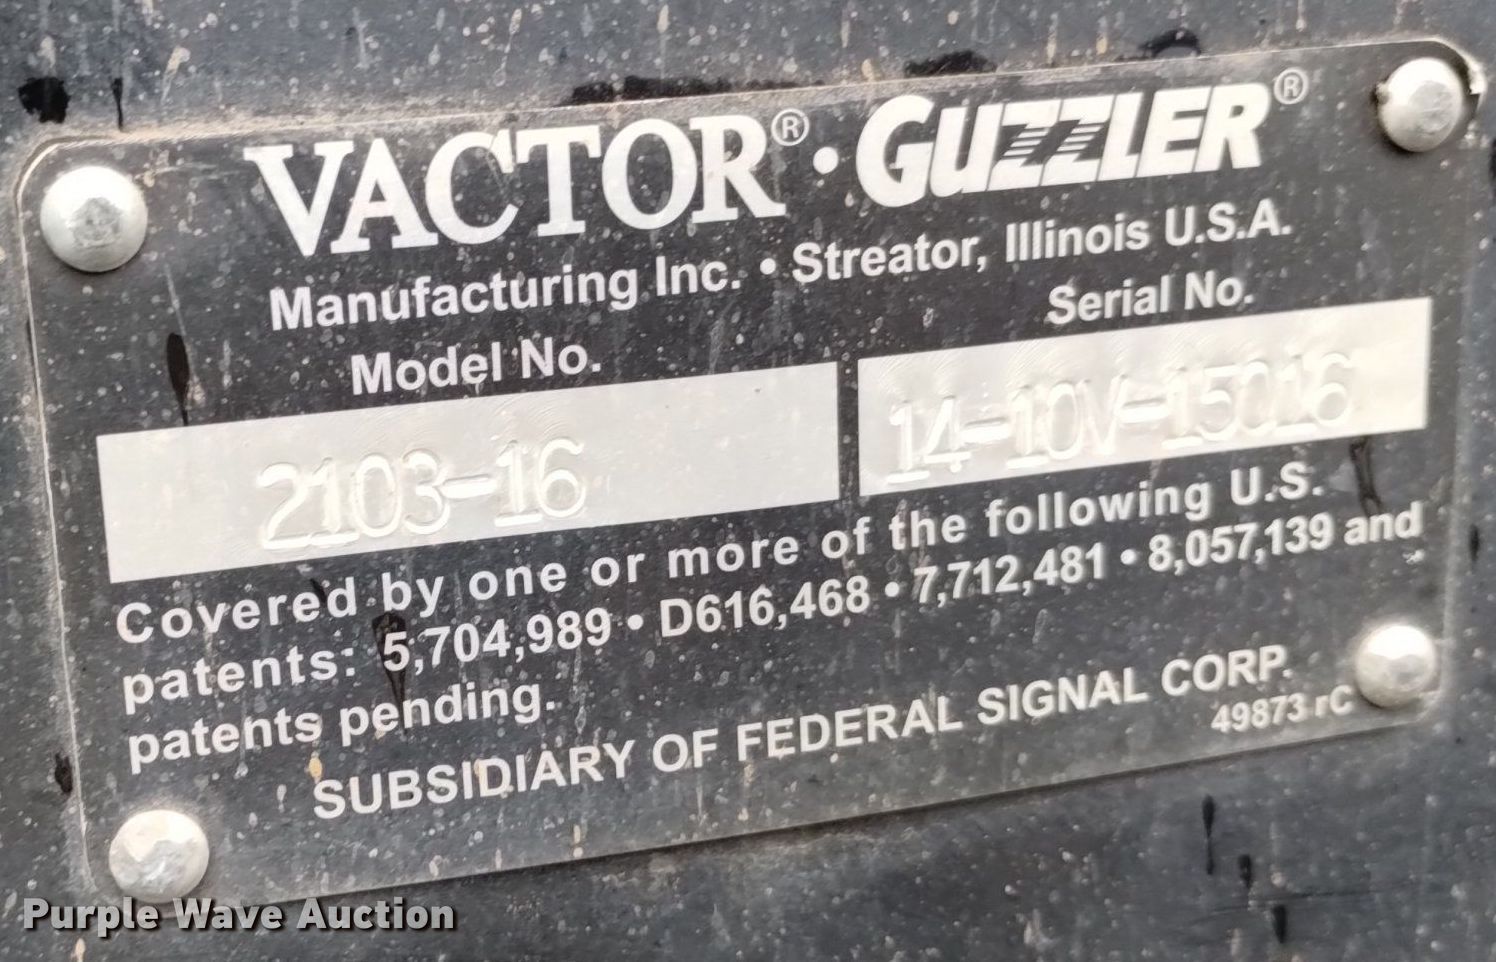 VACTOR® • GUZZLER®
Manufacturing Inc. • Streator, Illinois U.S.A.
Model No. Serial No.
2103-16 14-10V-15016
Covered by one or more of the following U.S.
patents: 5,704,989 • D616,468 • 7,712,481 • 8,057,139 and
patents pending.
SUBSIDIARY OF FEDERAL SIGNAL CORP.
49873 rC
Purple Wave Auction